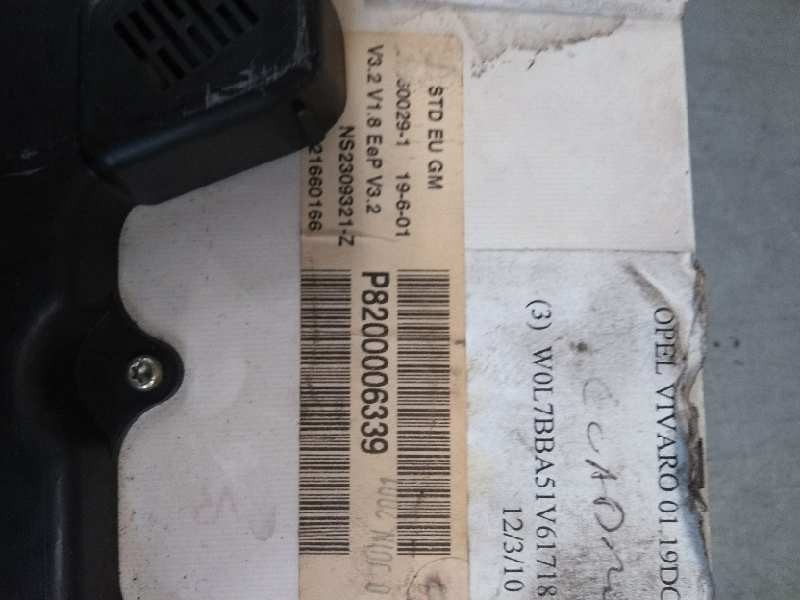 STD EU GM
30029-1 19-6-01
V3.2 V1.8 EeP V3.2
NS2309321-Z
21660166
P8200006339
OPEL VIVARO 01.19DC
(3) W0L7BBA51V61718
12/3/10